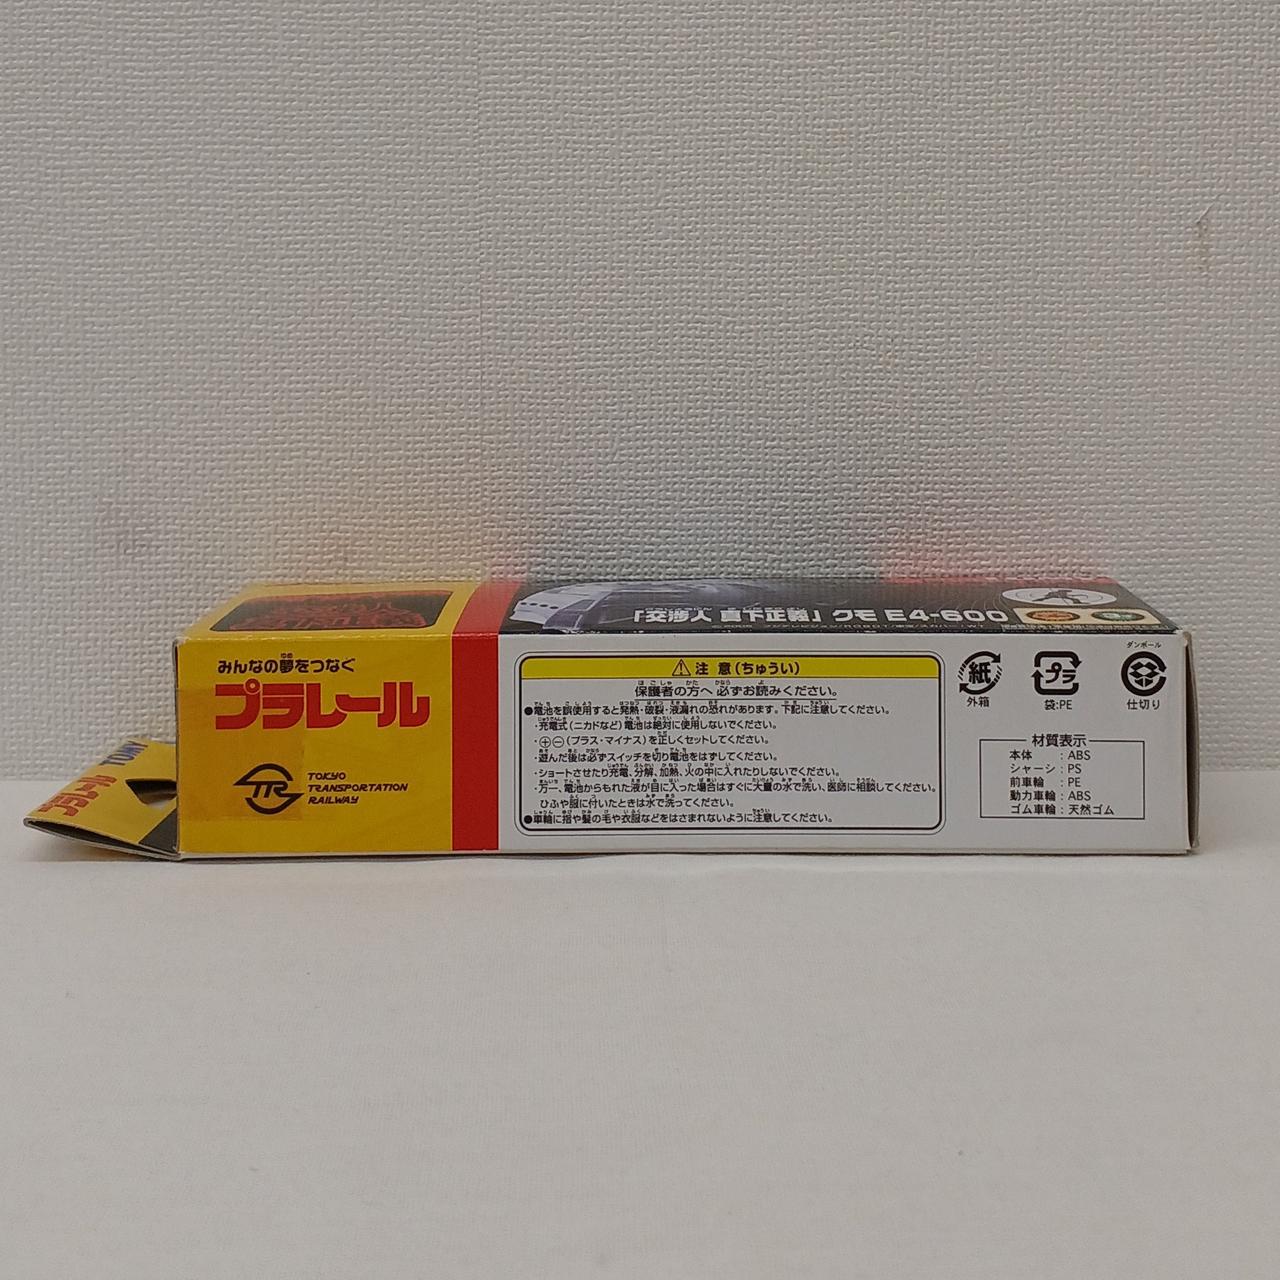 「交渉人 真下正義」 クモ E4-600
みんなの夢をつなぐ
プラレール
TOKYO
TRANSPORTATION
RAILWAY
プラレール
TOMY
注 意(ちゅうい)
保護者の方へ 必ずお読みください。
●電池を誤使用すると発熱・破裂・液漏れの恐れがあります。下記に注意してください。
・充電式(ニカドなど)電池は絶対に使用しないでください。
・⊕⊖(プラス・マイナス)を正しくセットしてください。
・遊んだ後は必ずスイッチを切り電池をはずしてください。
・ショートさせたり充電、分解、加熱、火の中に入れたりしないでください。
・万一、電池からもれた液が目に入った場合はすぐに大量の水で洗い、医師に相談してください。
ひふや服に付いたときは水で洗ってください。
●車輪に指や髪の毛や衣服などをはさまれないように注意してください。
紙
外箱
プラ
袋:PE
ダンボール
仕切り
材質表示
本体 : ABS
シャーシ : PS
前車輪 : PE
動力車輪 : ABS
ゴム車輪 : 天然ゴム